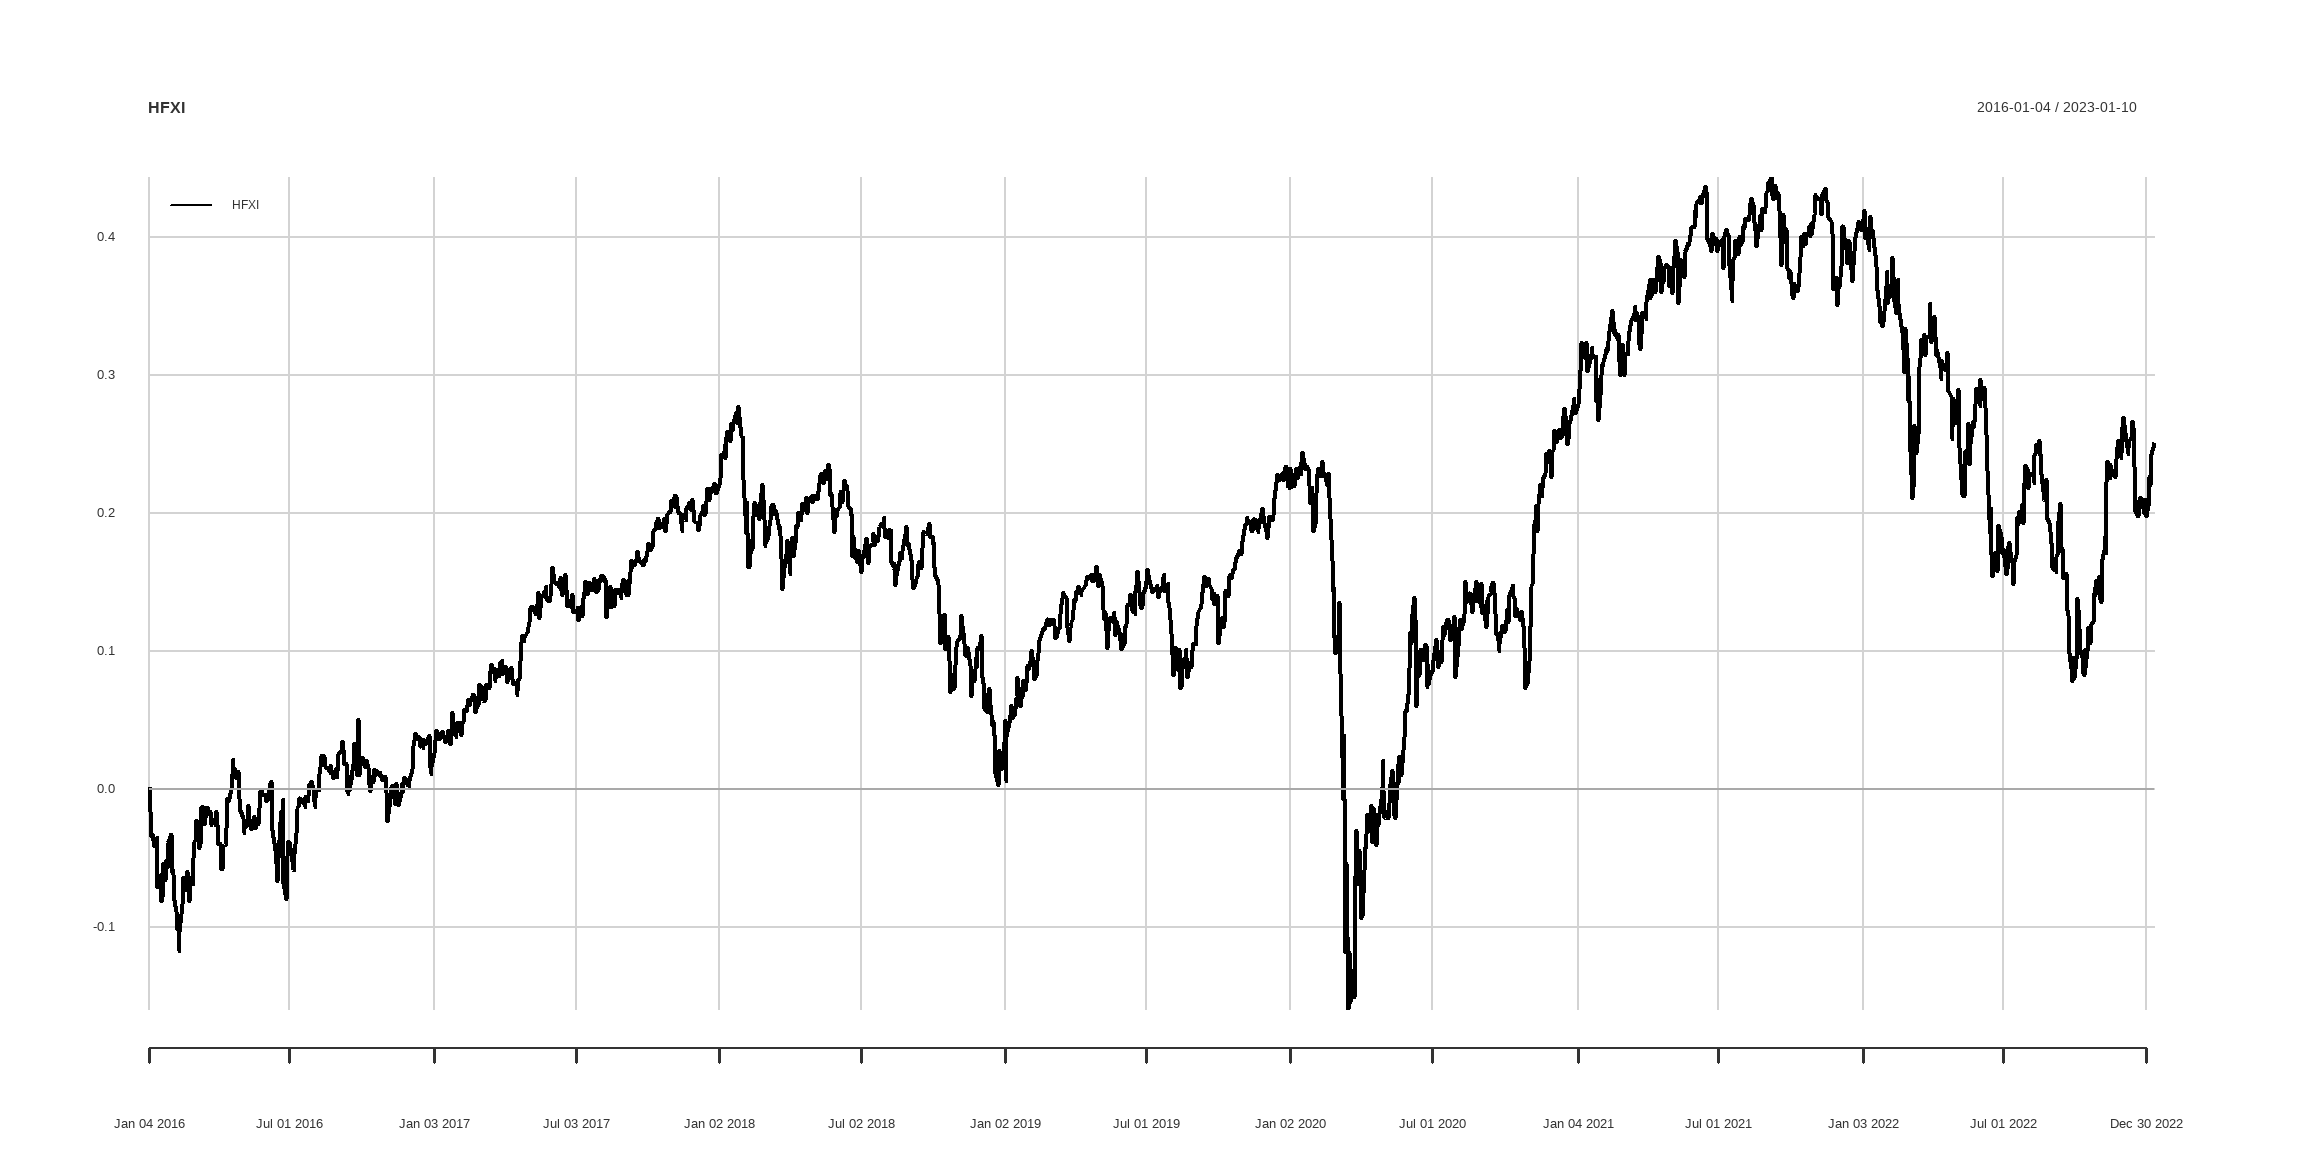 HFXI
2016-01-04 / 2023-01-10
HFXI
0.4
0.3
0.2
0.1
0.0
-0.1
Jan 04 2016
Jul 01 2016
Jan 03 2017
Jul 03 2017
Jan 02 2018
Jul 02 2018
Jan 02 2019
Jul 01 2019
Jan 02 2020
Jul 01 2020
Jan 04 2021
Jul 01 2021
Jan 03 2022
Jul 01 2022
Dec 30 2022